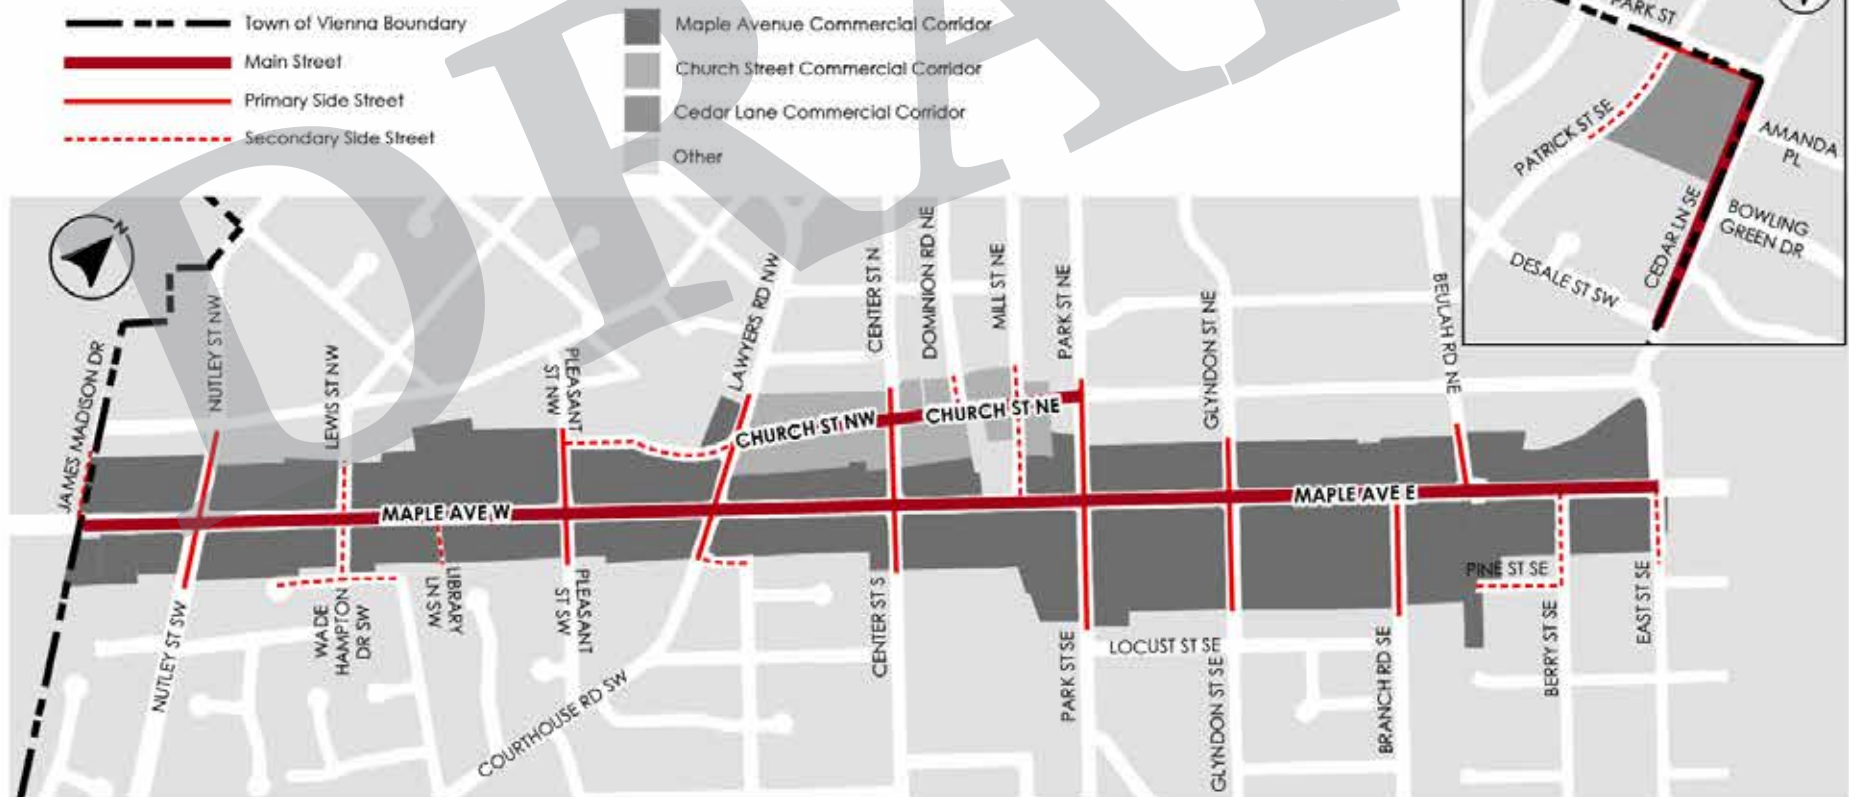 Town of Vienna Boundary
Main Street
Primary Side Street
Secondary Side Street
Maple Avenue Commercial Corridor
Church Street Commercial Corridor
Cedar Lane Commercial Corridor
Other
PARK ST
PATRICK ST SE
AMANDA
PL
CEDAR LN SE
BOWLING
GREEN DR
DESALE ST SW
N
JAMES MADISON DR
NUTLEY ST NW
LEWIS ST NW
PLEASANT
ST NW
LAWYERS RD NW
CENTER ST N
DOMINION RD NE
MILL ST NE
PARK ST NE
GLYNDON ST NE
BEULAH RD NE
CHURCH ST NW
CHURCH ST NE
MAPLE AVE W
MAPLE AVE E
NUTLEY ST SW
WADE
HAMPTON
DR SW
LIBRARY
LN SW
PLEASANT
ST SW
COURTHOUSE RD SW
CENTER ST S
PARK ST SE
LOCUST ST SE
GLYNDON ST SE
BRANCH RD SE
PINE ST SE
BERRY ST SE
EAST ST SE